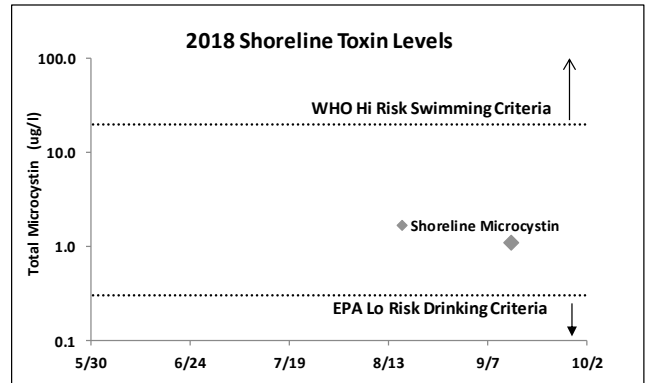 2018 Shoreline Toxin Levels
Total Microcystin (ug/l)
100.0
WHO Hi Risk Swimming Criteria
10.0
Shoreline Microcystin
1.0
EPA Lo Risk Drinking Criteria
0.1
5/30 6/24 7/19 8/13 9/7 10/2